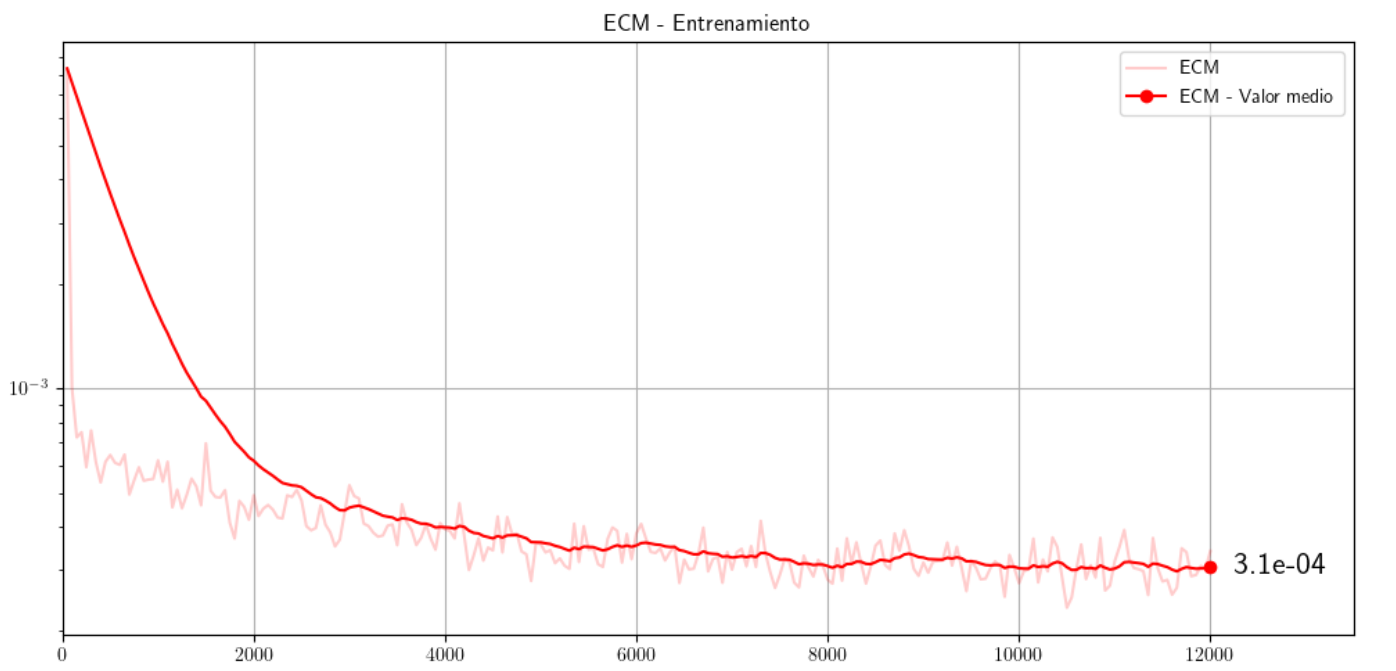 ECM - Entrenamiento
ECM
ECM - Valor medio
10⁻³
3.1e-04
0 2000 4000 6000 8000 10000 12000